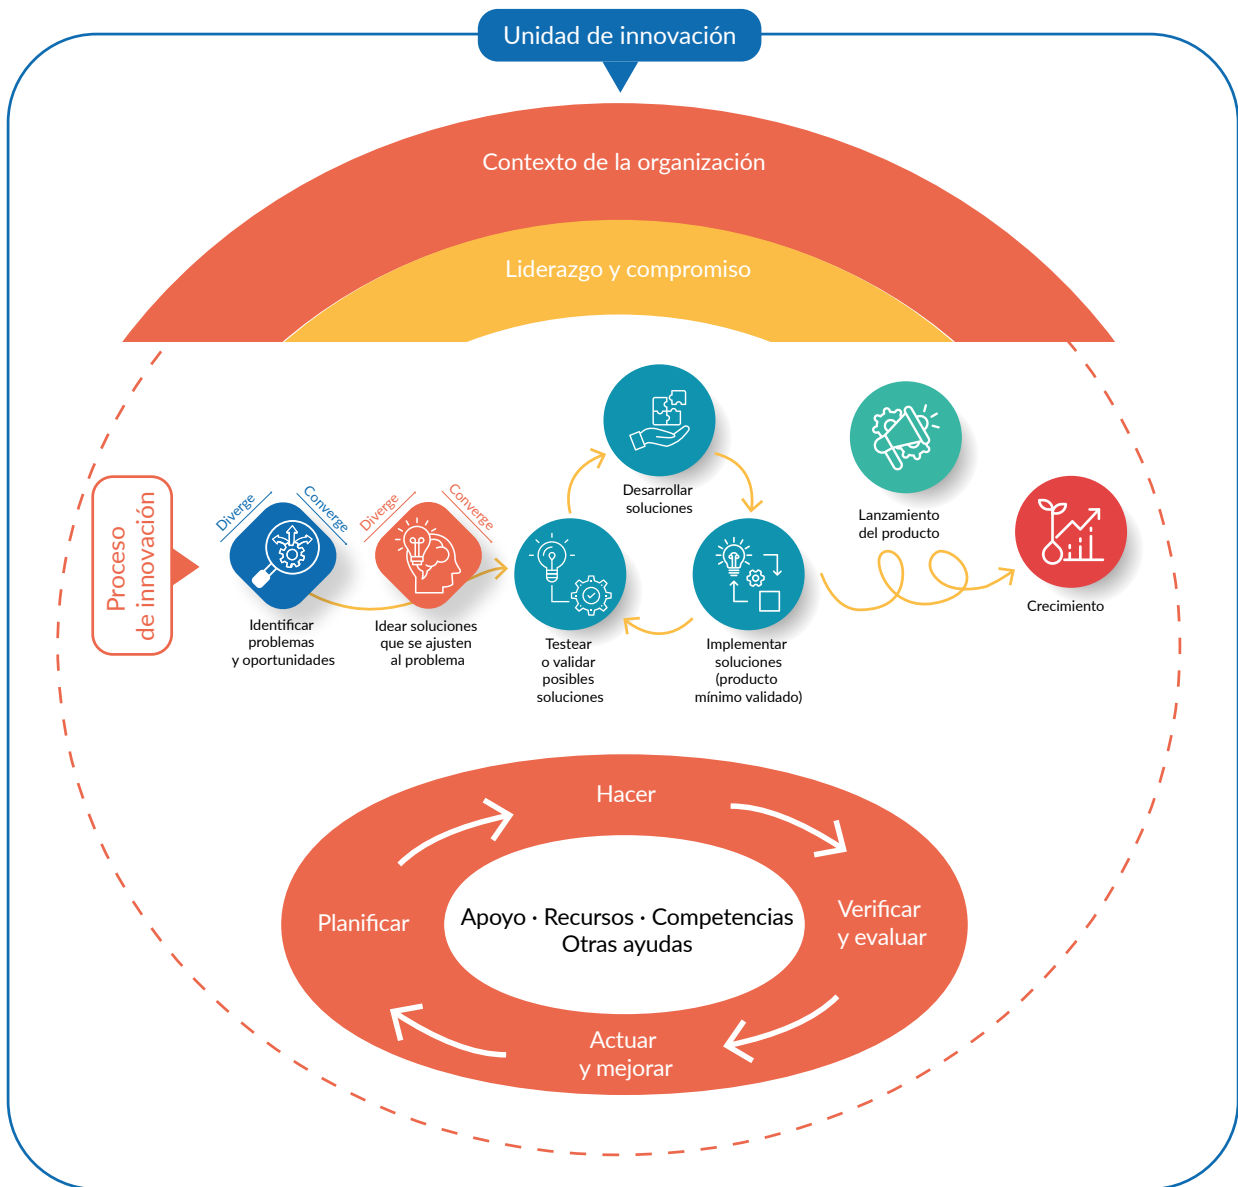 Unidad de innovación
Contexto de la organización
Liderazgo y compromiso
Proceso
de innovación
Diverge
Converge
Identificar
problemas
y oportunidades
Diverge
Converge
Idear soluciones
que se ajusten
al problema
Testear
o validar
posibles
soluciones
Desarrollar
soluciones
Implementar
soluciones
(producto
mínimo validado)
Lanzamiento
del producto
Crecimiento
Hacer
Planificar
Apoyo · Recursos · Competencias
Otras ayudas
Verificar
y evaluar
Actuar
y mejorar